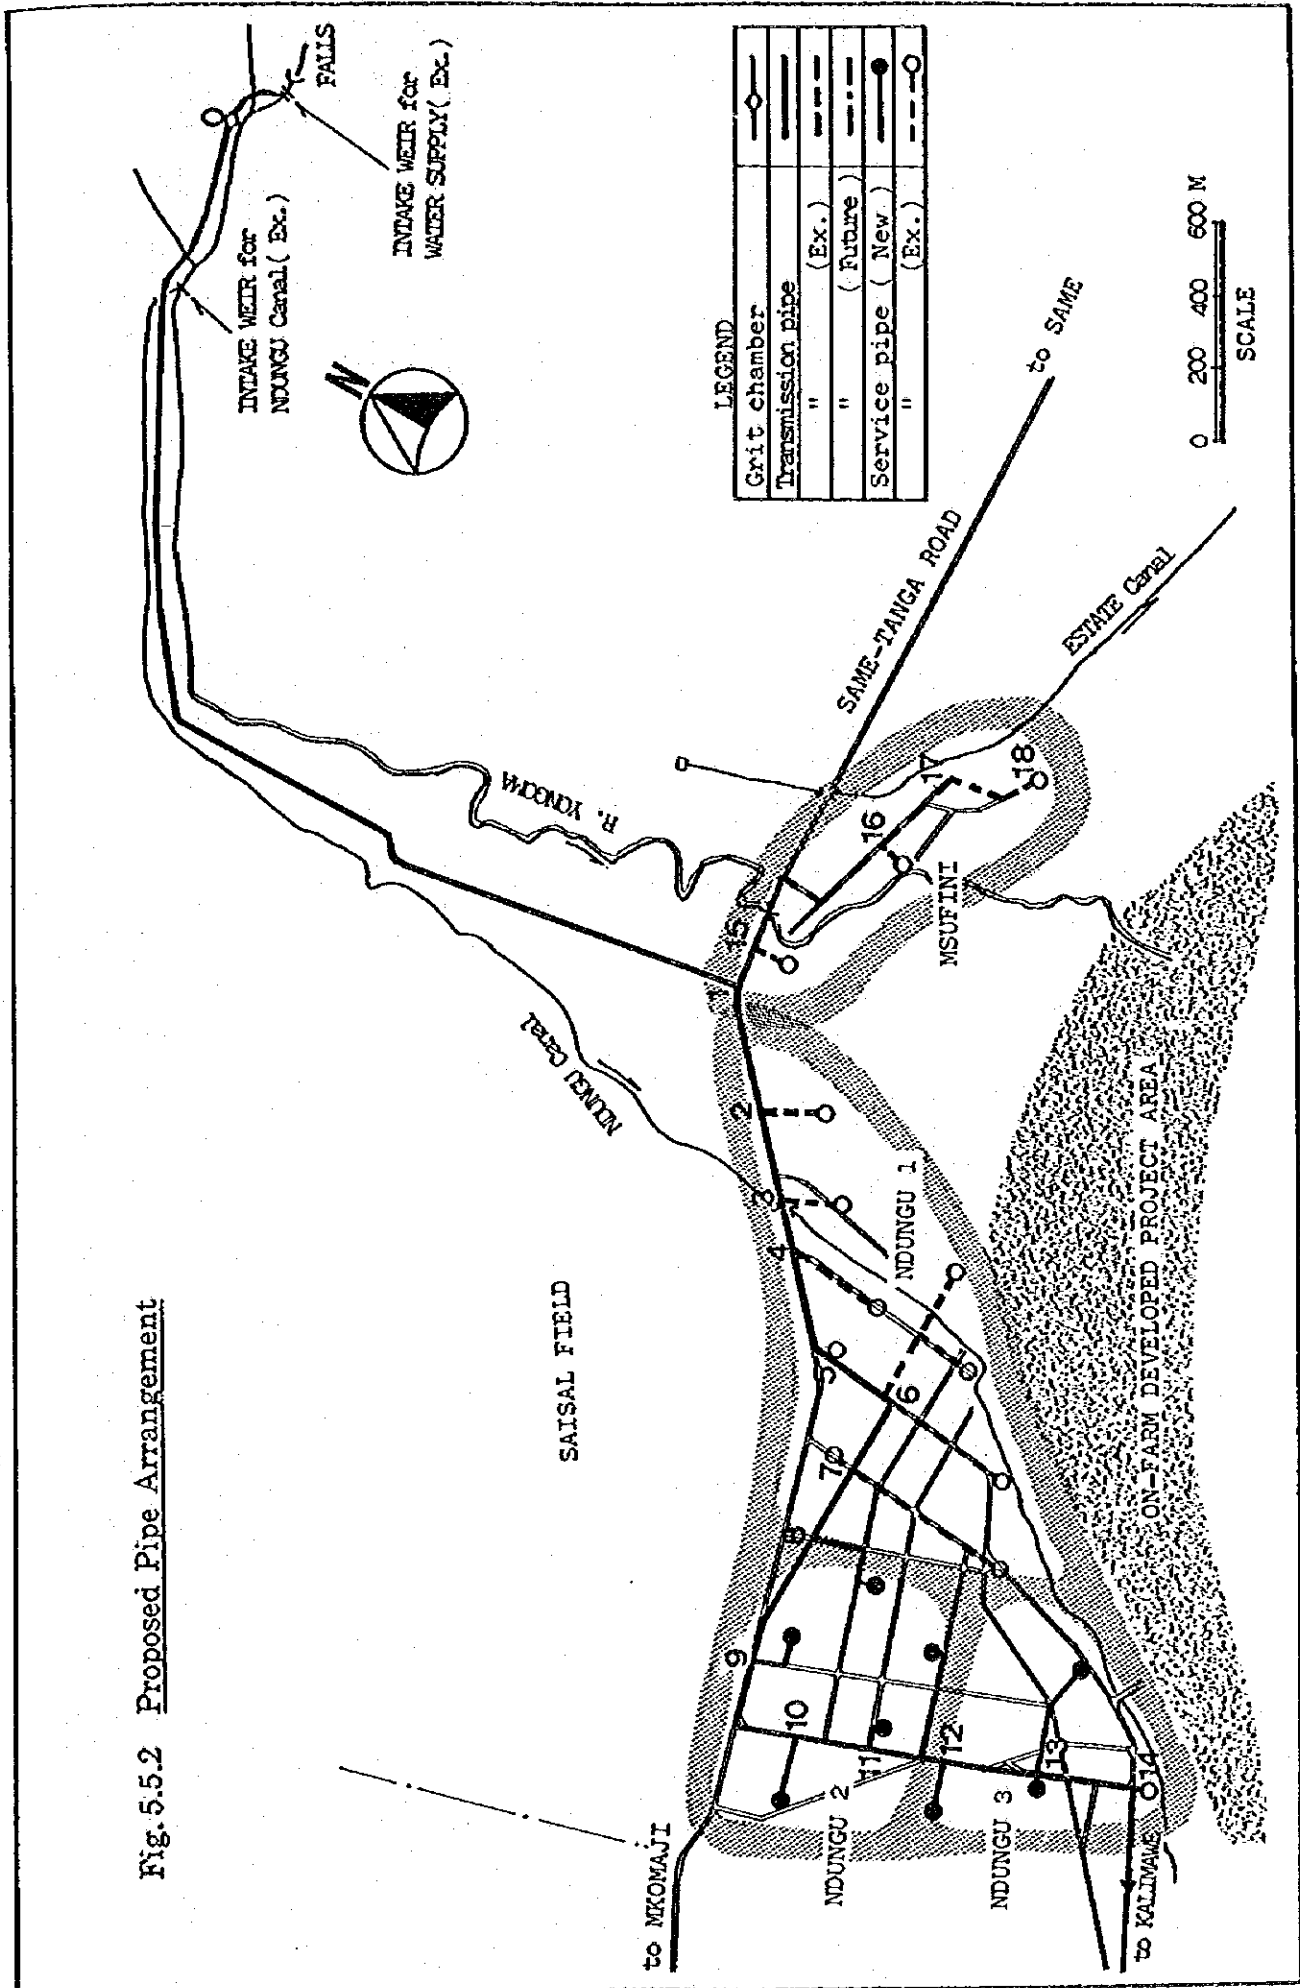 Fig. 5.5.2 Proposed Pipe Arrangement
FALLS
INTAKE WEIR for
WATER SUPPLY( Ex.)
INTAKE WEIR for
NDUNGU Canal( Ex.)
N
LEGEND
Grit chamber
Transmission pipe
" (Ex.)
" (Future)
Service pipe ( New )
" (Ex.)
0 200 400 600 M
SCALE
to SAME
SAME-TANGA ROAD
ESTATE Canal
R. YONGOMA
NDUNGU Canal
SAISAL FIELD
MSUFINI
NDUNGU 1
NDUNGU 2
NDUNGU 3
ON-FARM DEVELOPED PROJECT AREA
to MKOMAJI
to KALIMAWE
1
2
3
4
5
6
7
8
9
10
11
12
13
14
15
16
17
18